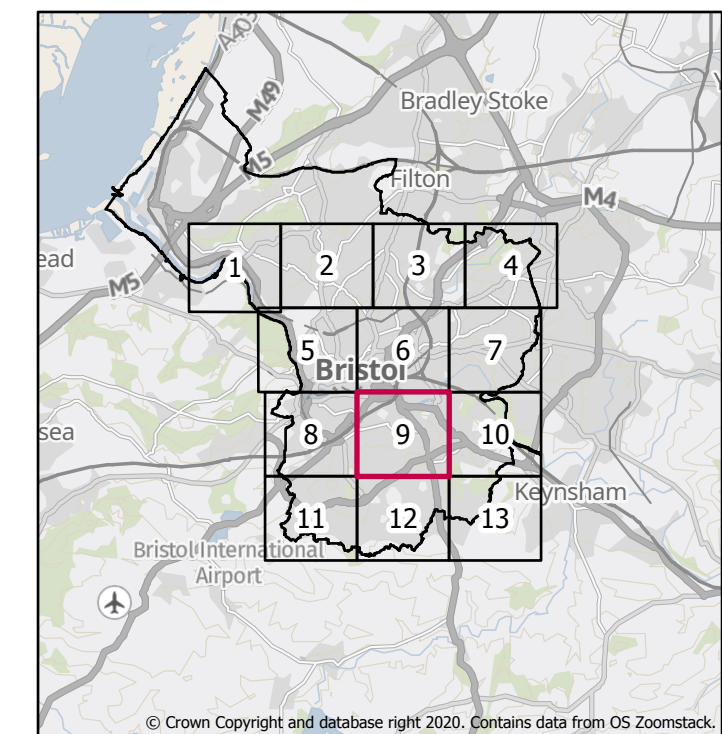 A403
M49
Bradley Stoke
M5
Filton
M4
ead
M5
1
2
3
4
5
6
7
Bristol
sea
8
9
10
Keynsham
11
12
13
Bristol International
Airport
© Crown Copyright and database right 2020. Contains data from OS Zoomstack.